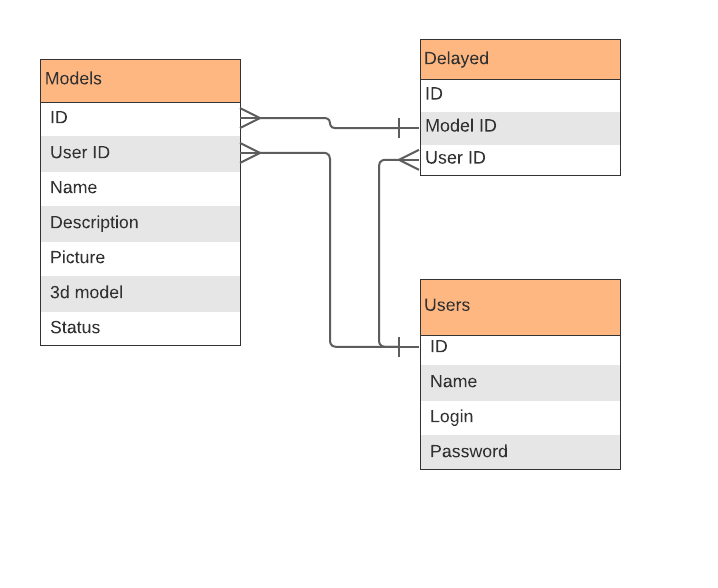 Models
ID
User ID
Name
Description
Picture
3d model
Status
Delayed
ID
Model ID
User ID
Users
ID
Name
Login
Password